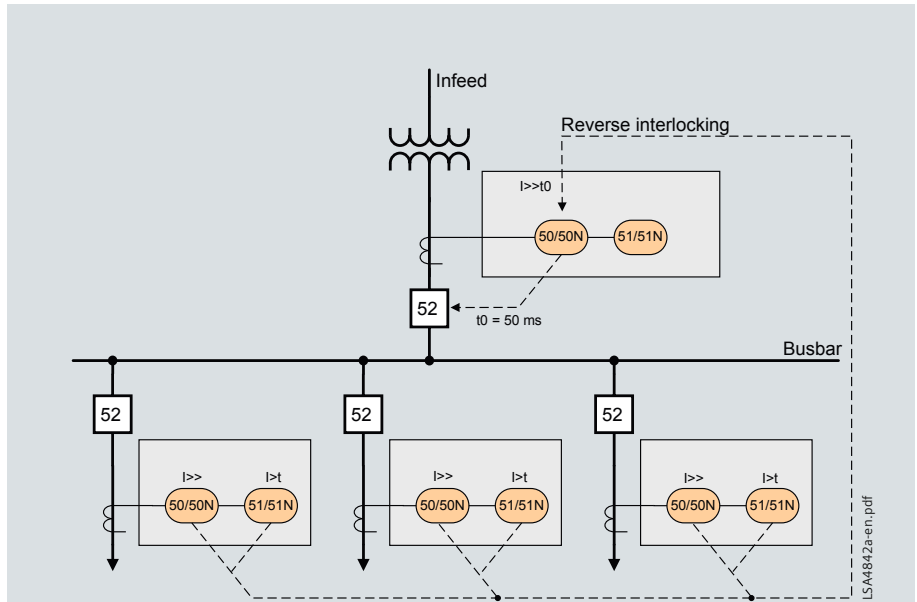 Infeed
Reverse interlocking
I>>t0
50/50N
51/51N
52
t0 = 50 ms
Busbar
52
52
52
I>>
I>t
I>>
I>t
I>>
I>t
50/50N
51/51N
50/50N
51/51N
50/50N
51/51N
LSA4842a-en.pdf